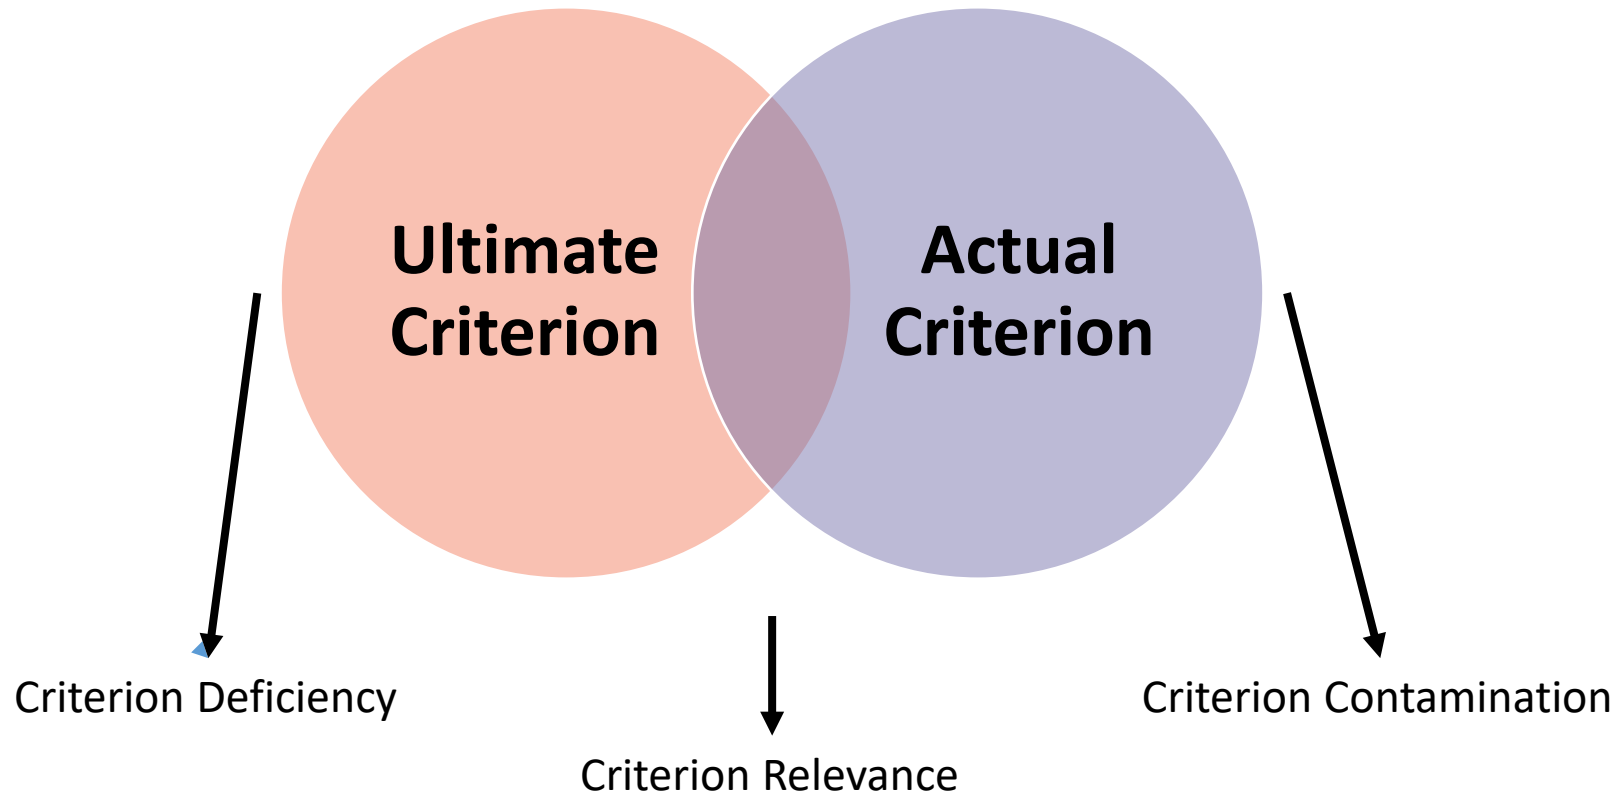 Ultimate
Criterion
Actual
Criterion
Criterion Deficiency
Criterion Relevance
Criterion Contamination